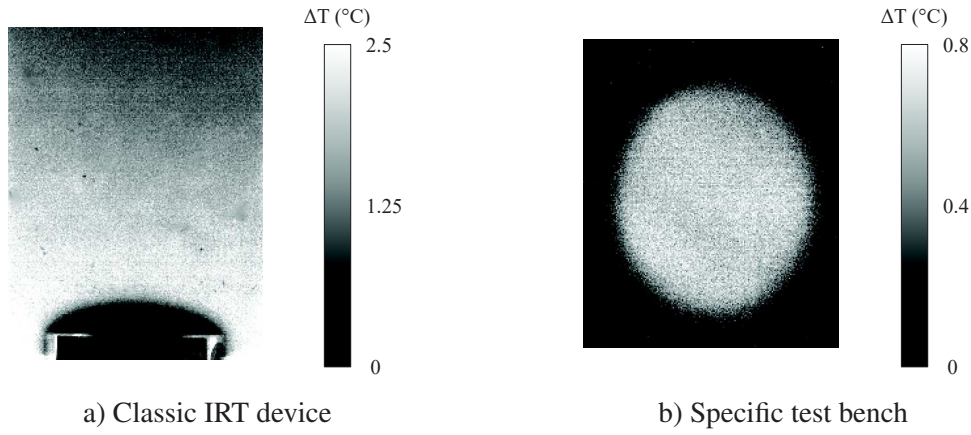 ΔT (°C)
2.5
1.25
0
a) Classic IRT device
ΔT (°C)
0.8
0.4
0
b) Specific test bench